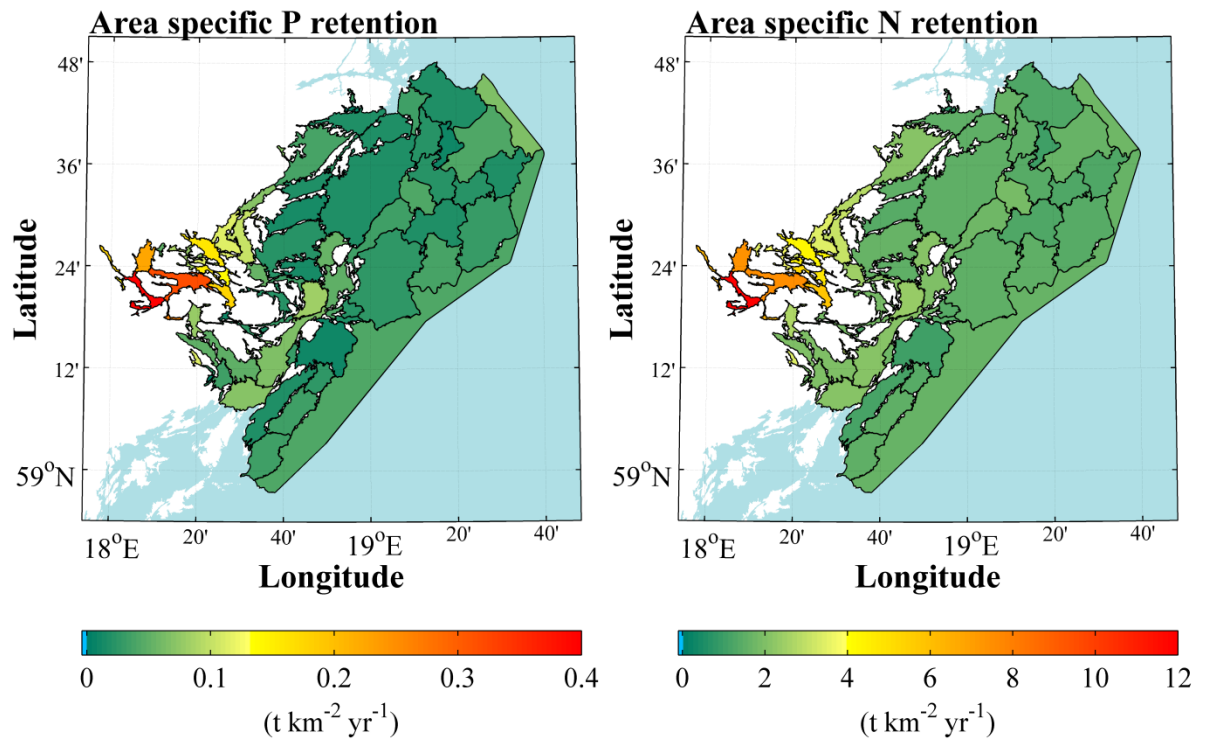 Area specific P retention
Area specific N retention
48'
36'
24'
12'
59°N
Latitude
18°E
20'
40'
19°E
20'
40'
Longitude
0
0.1
0.2
0.3
0.4
(t km⁻² yr⁻¹)
48'
36'
24'
12'
59°N
Latitude
18°E
20'
40'
19°E
20'
40'
Longitude
0
2
4
6
8
10
12
(t km⁻² yr⁻¹)